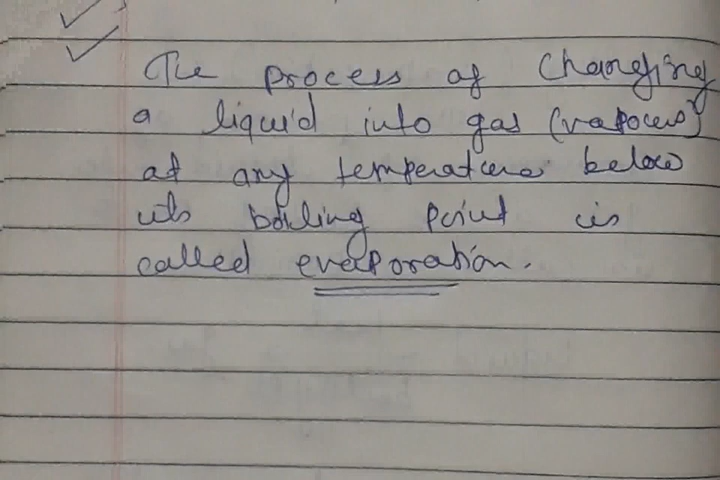 The process of Changing
a liquid into gas (vapours)
at any temperature below
its boiling point is
called evaporation.